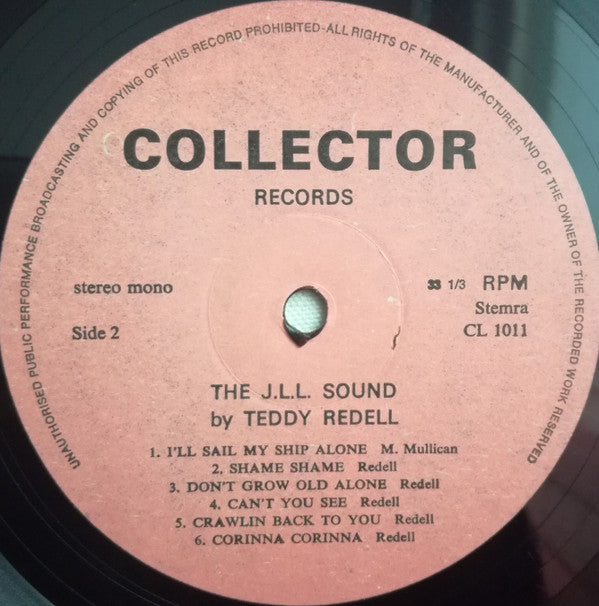 UNAUTHORISED PUBLIC PERFORMANCE BROADCASTING AND COPYING OF THIS RECORD PROHIBITED-ALL RIGHTS OF THE MANUFACTURER AND OF THE OWNER OF THE RECORDED WORK RESERVED
COLLECTOR
RECORDS
stereo mono
33 1/3 RPM
Stemra
Side 2
CL 1011
THE J.L.L. SOUND
by TEDDY REDELL
1. I'LL SAIL MY SHIP ALONE M. Mullican
2, SHAME SHAME Redell
3. DON'T GROW OLD ALONE Redell
4. CAN'T YOU SEE Redell
5. CRAWLIN BACK TO YOU Redell
6. CORINNA CORINNA Redell